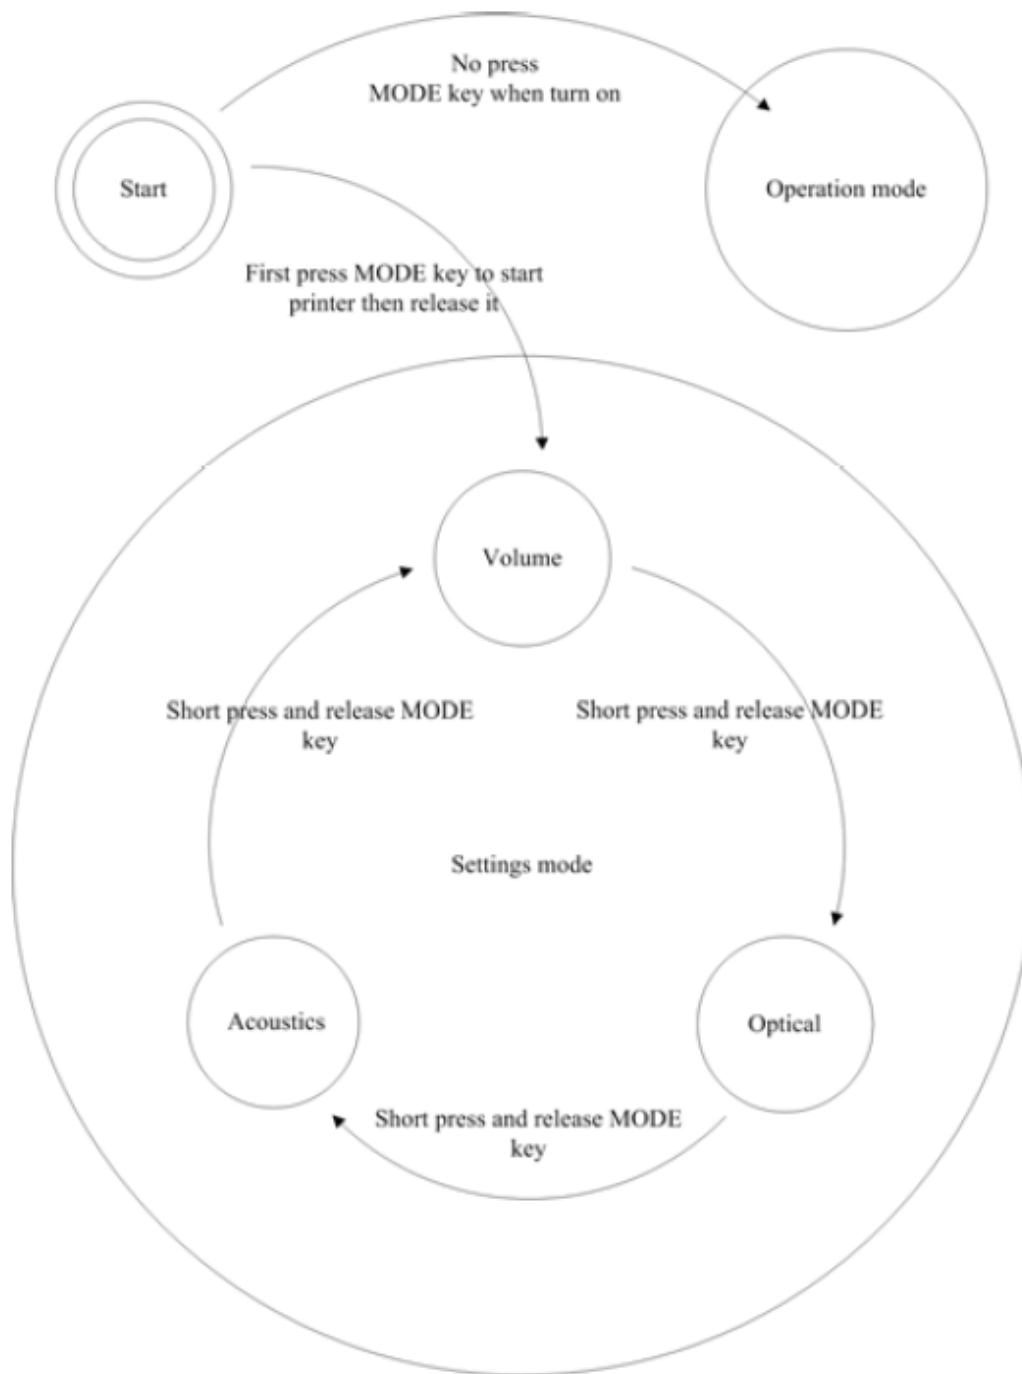 No press
MODE key when turn on
Start
Operation mode
First press MODE key to start
printer then release it
Volume
Short press and release MODE
key
Short press and release MODE
key
Settings mode
Acoustics
Optical
Short press and release MODE
key